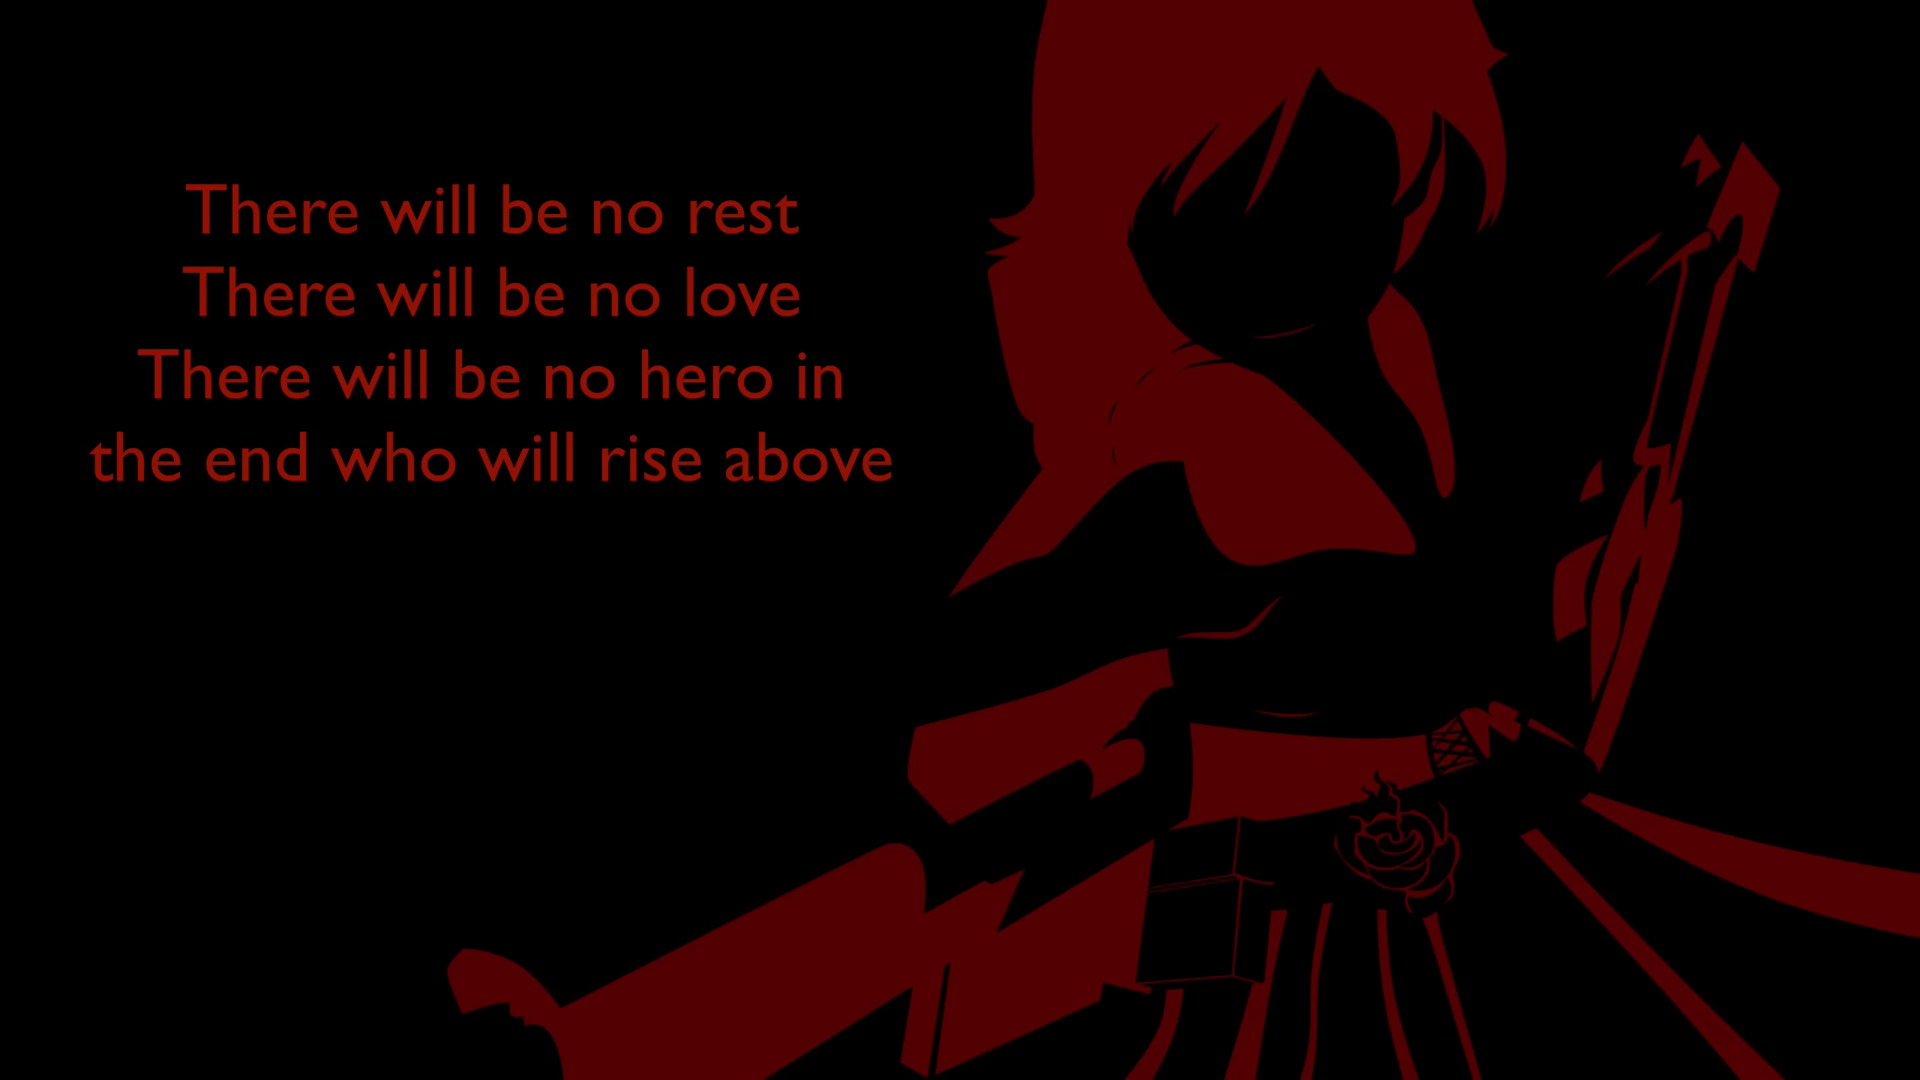 There will be no rest
There will be no love
There will be no hero in
the end who will rise above